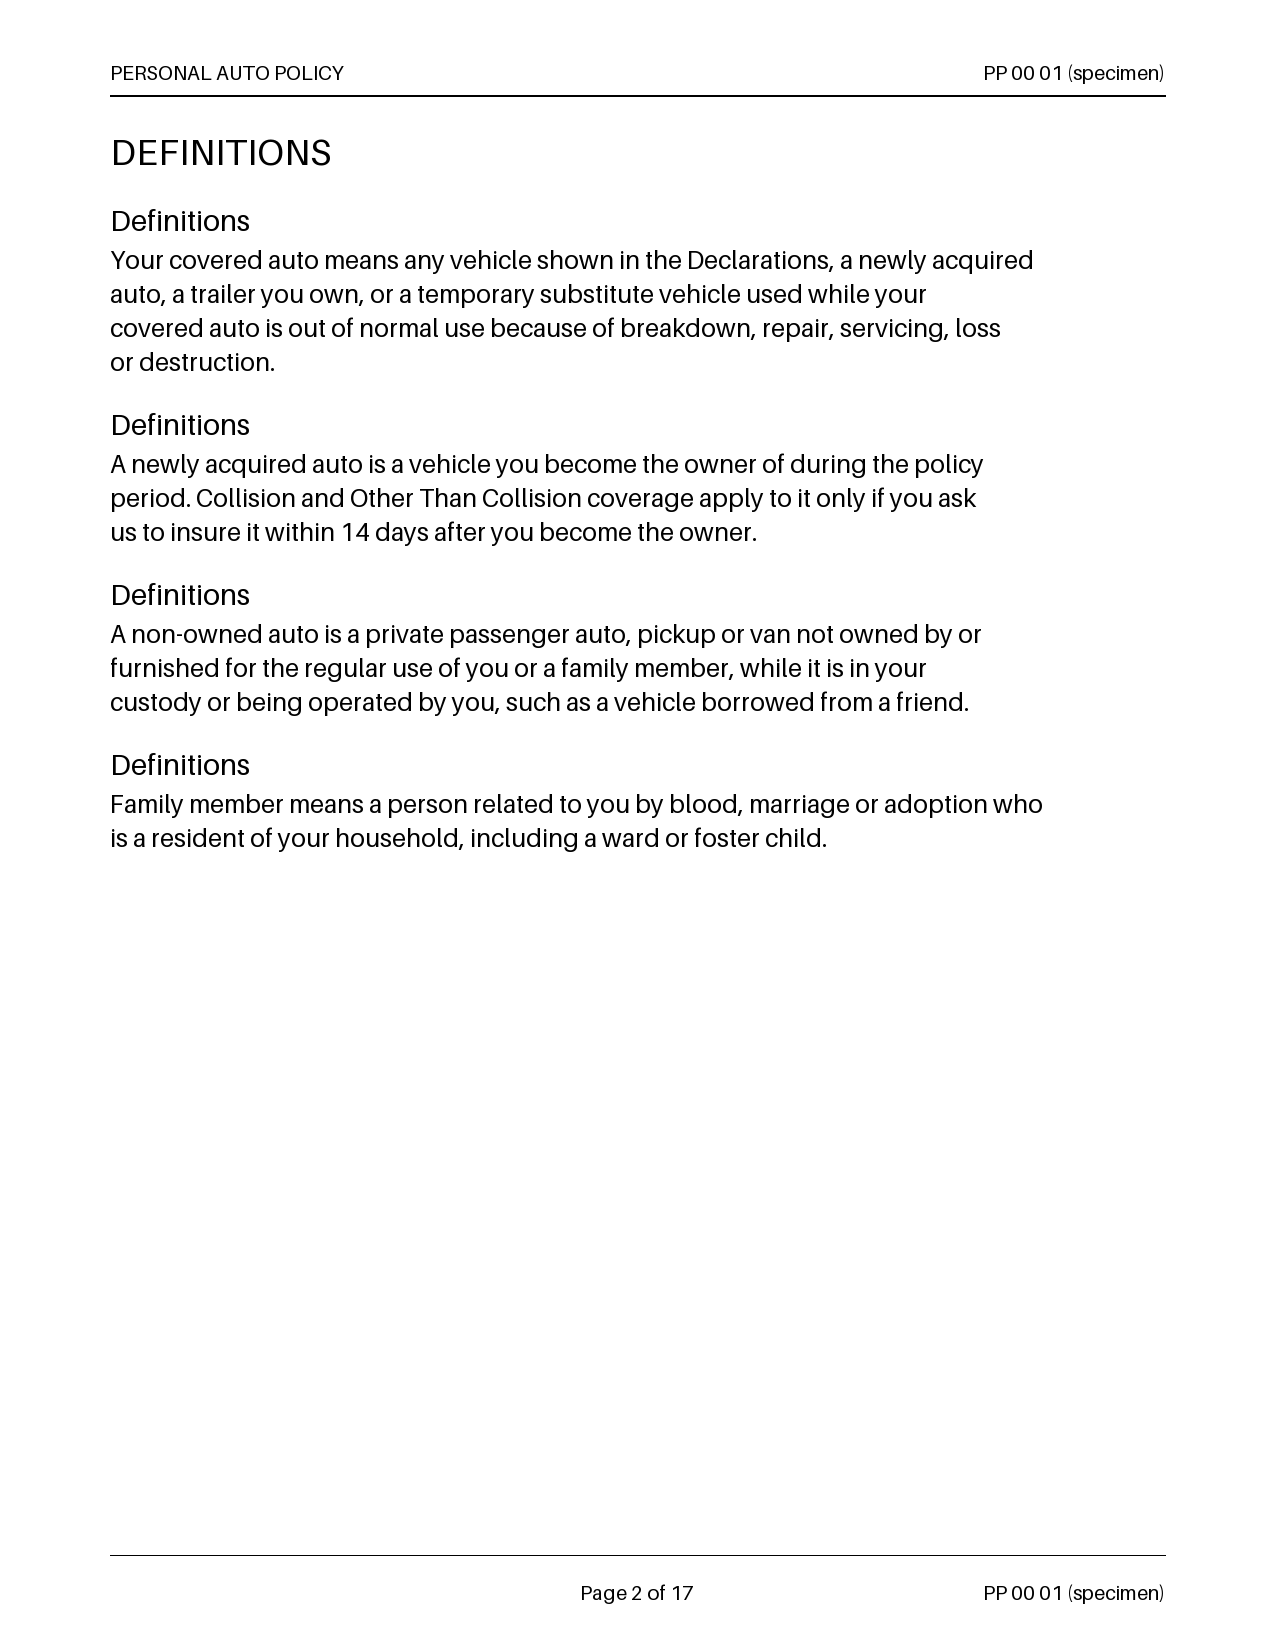 PERSONAL AUTO POLICY PP 00 01 (specimen)
DEFINITIONS
Definitions
Your covered auto means any vehicle shown in the Declarations, a newly acquired
auto, a trailer you own, or a temporary substitute vehicle used while your
covered auto is out of normal use because of breakdown, repair, servicing, loss
or destruction.
Definitions
A newly acquired auto is a vehicle you become the owner of during the policy
period. Collision and Other Than Collision coverage apply to it only if you ask
us to insure it within 14 days after you become the owner.
Definitions
A non-owned auto is a private passenger auto, pickup or van not owned by or
furnished for the regular use of you or a family member, while it is in your
custody or being operated by you, such as a vehicle borrowed from a friend.
Definitions
Family member means a person related to you by blood, marriage or adoption who
is a resident of your household, including a ward or foster child.
Page 2 of 17 PP 00 01 (specimen)